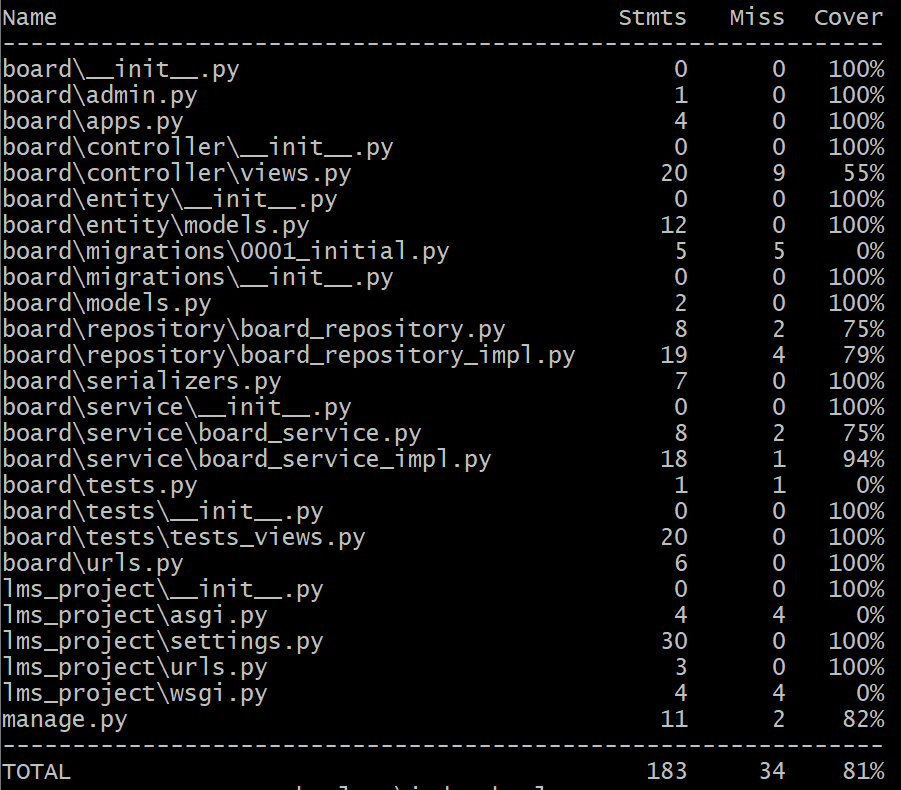 Name Stmts Miss Cover
---------------------------------------------------------------
board\__init__.py 0 0 100%
board\admin.py 1 0 100%
board\apps.py 4 0 100%
board\controller\__init__.py 0 0 100%
board\controller\views.py 20 9 55%
board\entity\__init__.py 0 0 100%
board\entity\models.py 12 0 100%
board\migrations\0001_initial.py 5 5 0%
board\migrations\__init__.py 0 0 100%
board\models.py 2 0 100%
board\repository\board_repository.py 8 2 75%
board\repository\board_repository_impl.py 19 4 79%
board\serializers.py 7 0 100%
board\service\__init__.py 0 0 100%
board\service\board_service.py 8 2 75%
board\service\board_service_impl.py 18 1 94%
board\tests.py 1 1 0%
board\tests\__init__.py 0 0 100%
board\tests\tests_views.py 20 0 100%
board\urls.py 6 0 100%
lms_project\__init__.py 0 0 100%
lms_project\asgi.py 4 4 0%
lms_project\settings.py 30 0 100%
lms_project\urls.py 3 0 100%
lms_project\wsgi.py 4 4 0%
manage.py 11 2 82%
---------------------------------------------------------------
TOTAL 183 34 81%